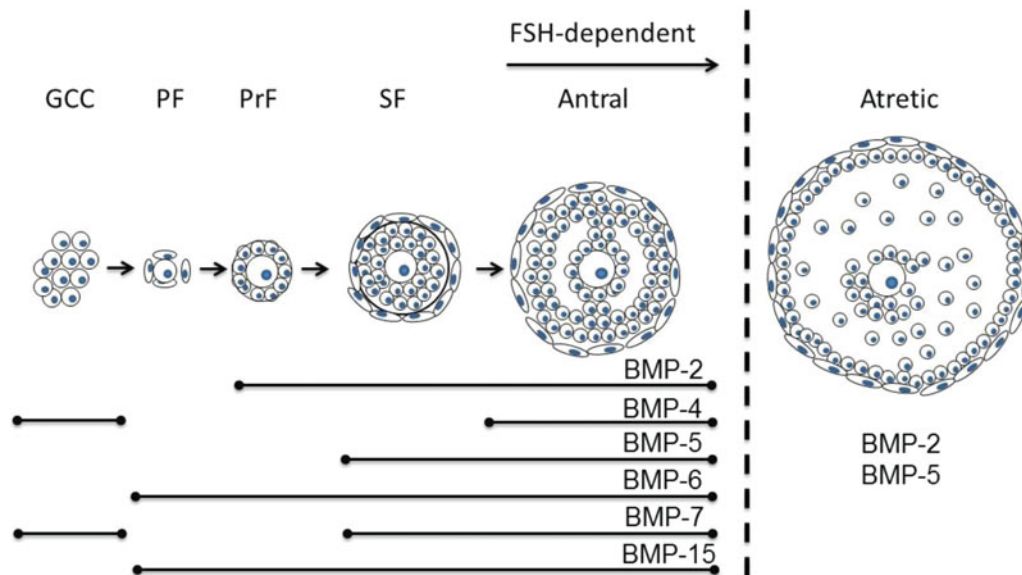 FSH-dependent
GCC PF PrF SF Antral Atretic
BMP-2
BMP-4
BMP-5
BMP-6
BMP-7
BMP-15
BMP-2
BMP-5